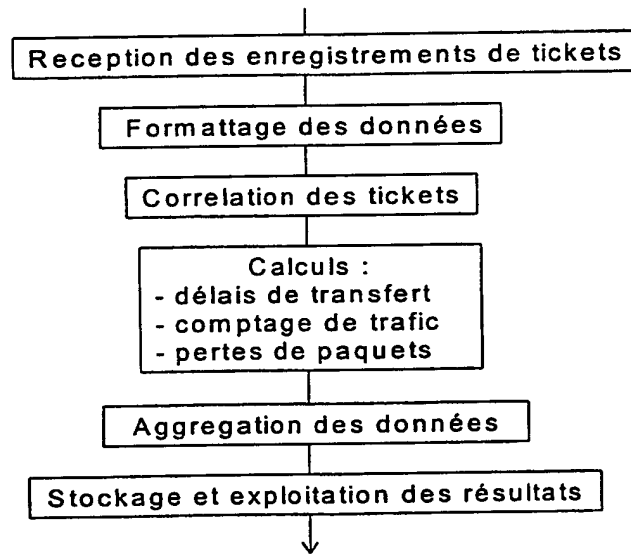 Reception des enregistrements de tickets
Formattage des données
Correlation des tickets
Calculs :
- délais de transfert
- comptage de trafic
- pertes de paquets
Aggregation des données
Stockage et exploitation des résultats